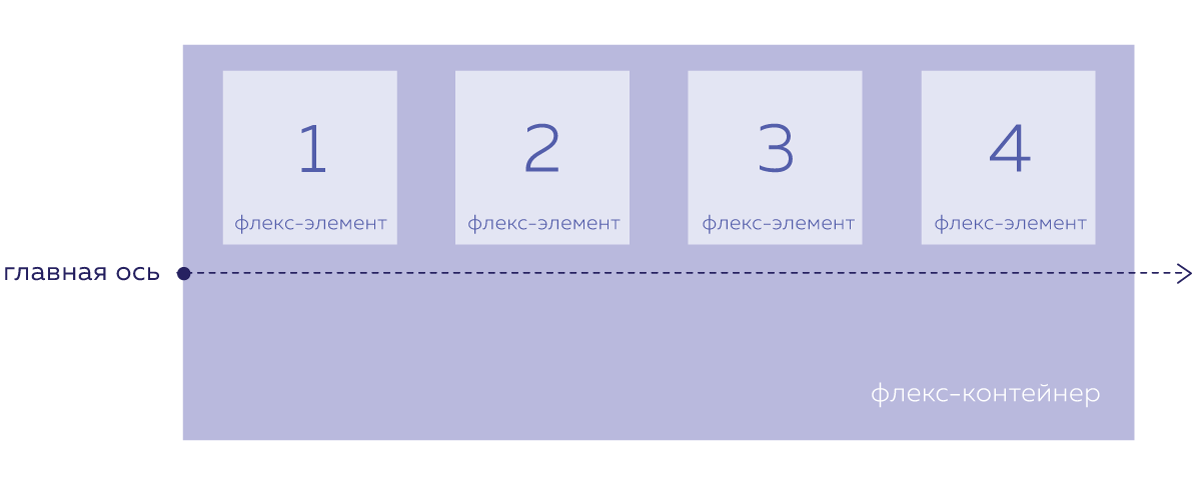 1
флекс-элемент
2
флекс-элемент
3
флекс-элемент
4
флекс-элемент
главная ось
флекс-контейнер